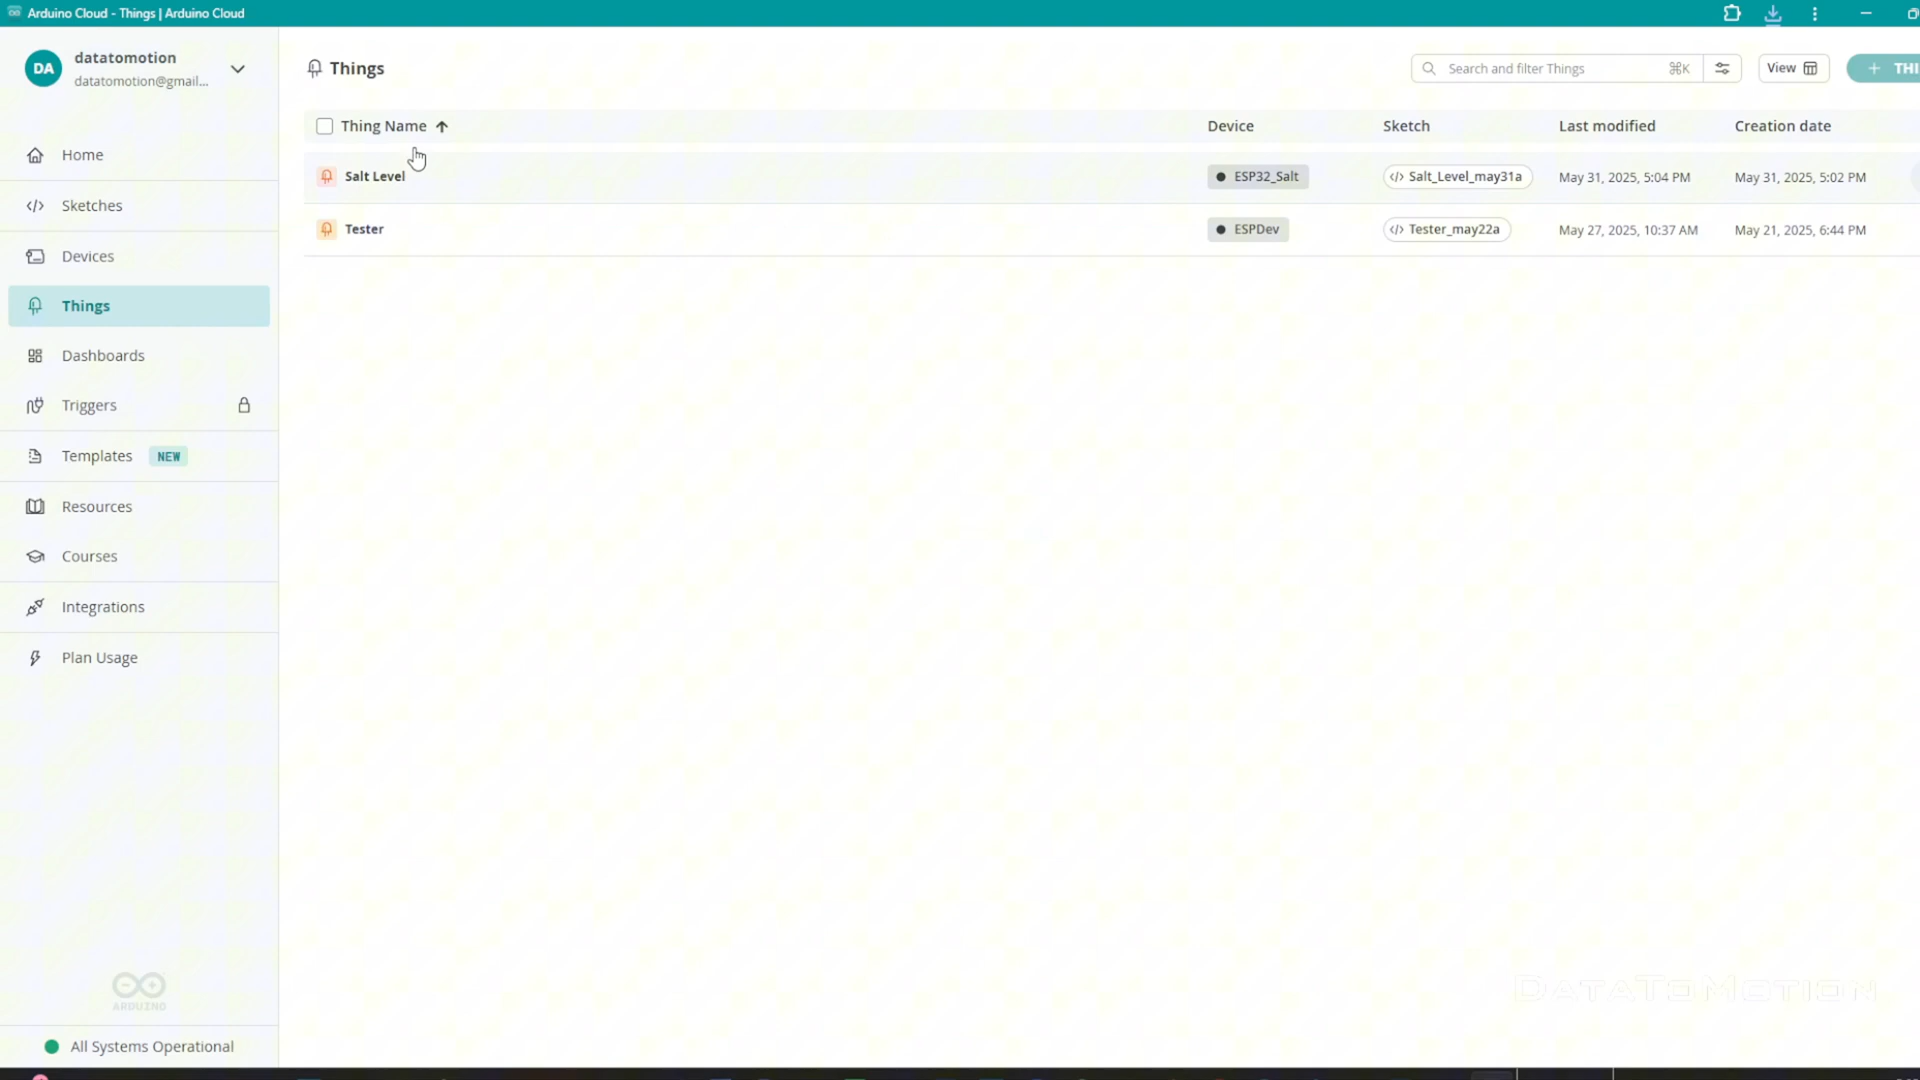 Arduino Cloud - Things | Arduino Cloud
DA
datatomotion
datatomotion@gmail...
Home
Sketches
Devices
Things
Dashboards
Triggers
Templates NEW
Resources
Courses
Integrations
Plan Usage
ARDUINO
All Systems Operational
Things
Search and filter Things ⌘K
View
+ THI
Thing Name Device Sketch Last modified Creation date
Salt Level ESP32_Salt </> Salt_Level_may31a May 31, 2025, 5:04 PM May 31, 2025, 5:02 PM
Tester ESPDev </> Tester_may22a May 27, 2025, 10:37 AM May 21, 2025, 6:44 PM
DATATOMOTION